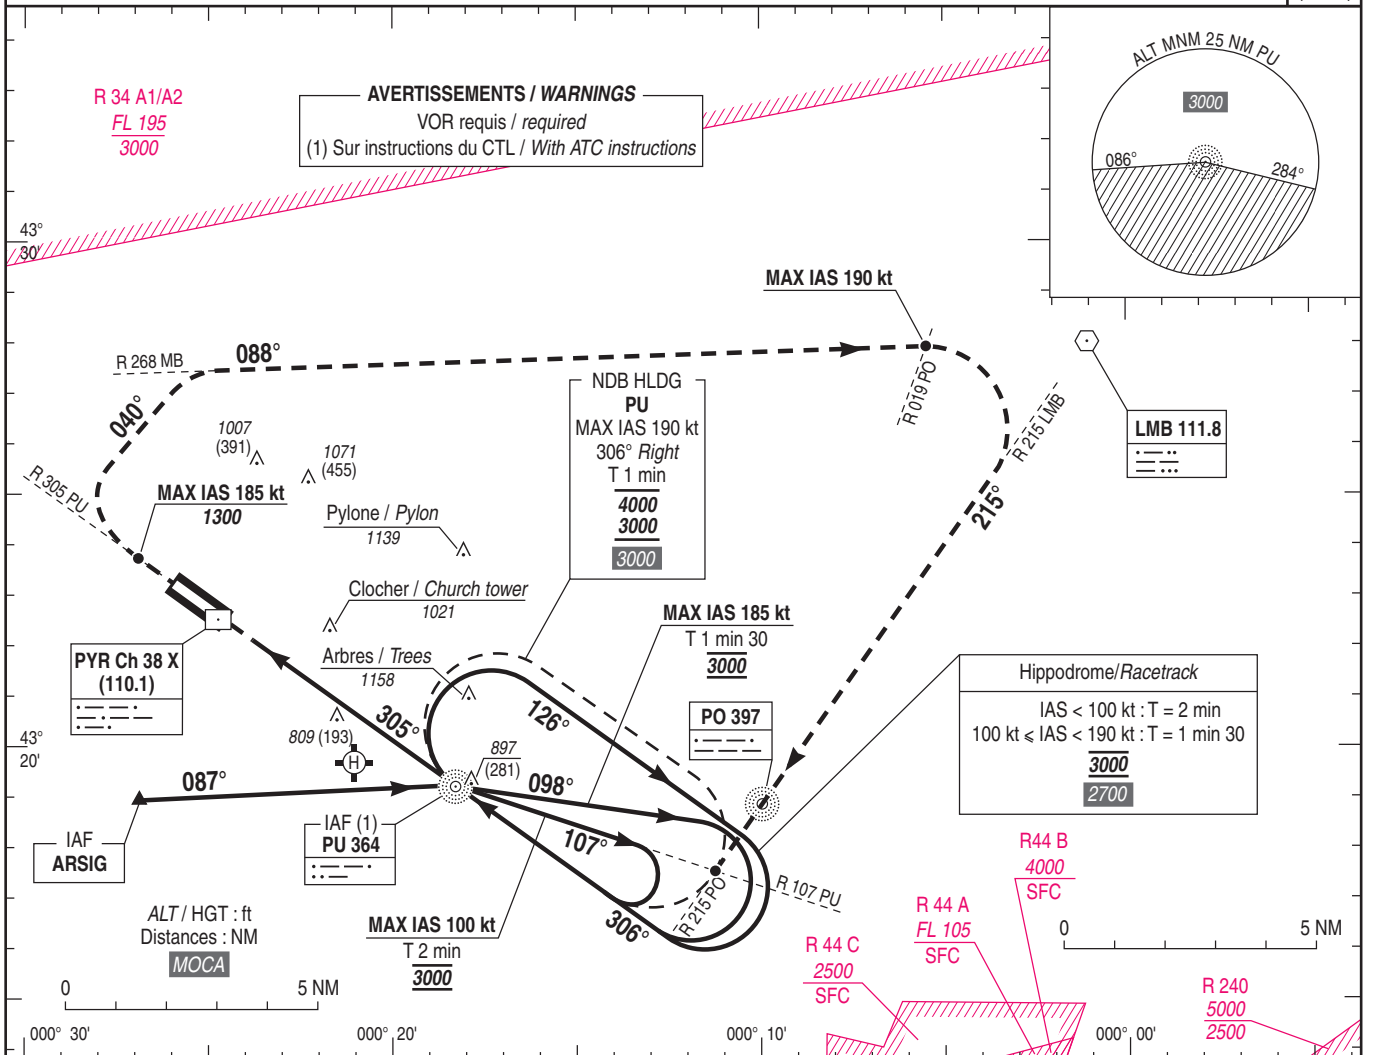 R 34 A1/A2
FL 195
3000
AVERTISSEMENTS / WARNINGS
VOR requis / required
(1) Sur instructions du CTL / With ATC instructions
ALT MNM 25 NM PU
3000
086°
284°
43°
30'
MAX IAS 190 kt
R 268 MB
088°
R 019 PO
R 215 LMB
LMB 111.8
040°
1007
(391)
1071
(455)
NDB HLDG
PU
MAX IAS 190 kt
306° Right
T 1 min
4000
3000
3000
R 305 PU
MAX IAS 185 kt
1300
215°
Pylone / Pylon
1139
Clocher / Church tower
1021
MAX IAS 185 kt
T 1 min 30
3000
PYR Ch 38 X
(110.1)
Arbres / Trees
1158
Hippodrome/Racetrack
IAS < 100 kt : T = 2 min
100 kt ⩽ IAS < 190 kt : T = 1 min 30
3000
2700
305°
126°
PO 397
809 (193)
H
43°
20'
897
(281)
087°
098°
IAF
ARSIG
IAF (1)
PU 364
107°
R 107 PU
R 215 PO
306°
R44 B
4000
SFC
ALT / HGT : ft
Distances : NM
MOCA
MAX IAS 100 kt
T 2 min
3000
R 44 A
FL 105
SFC
R 44 C
2500
SFC
0 5 NM
0 5 NM
R 240
5000
2500
000° 30'
000° 20'
000° 10'
000° 00'